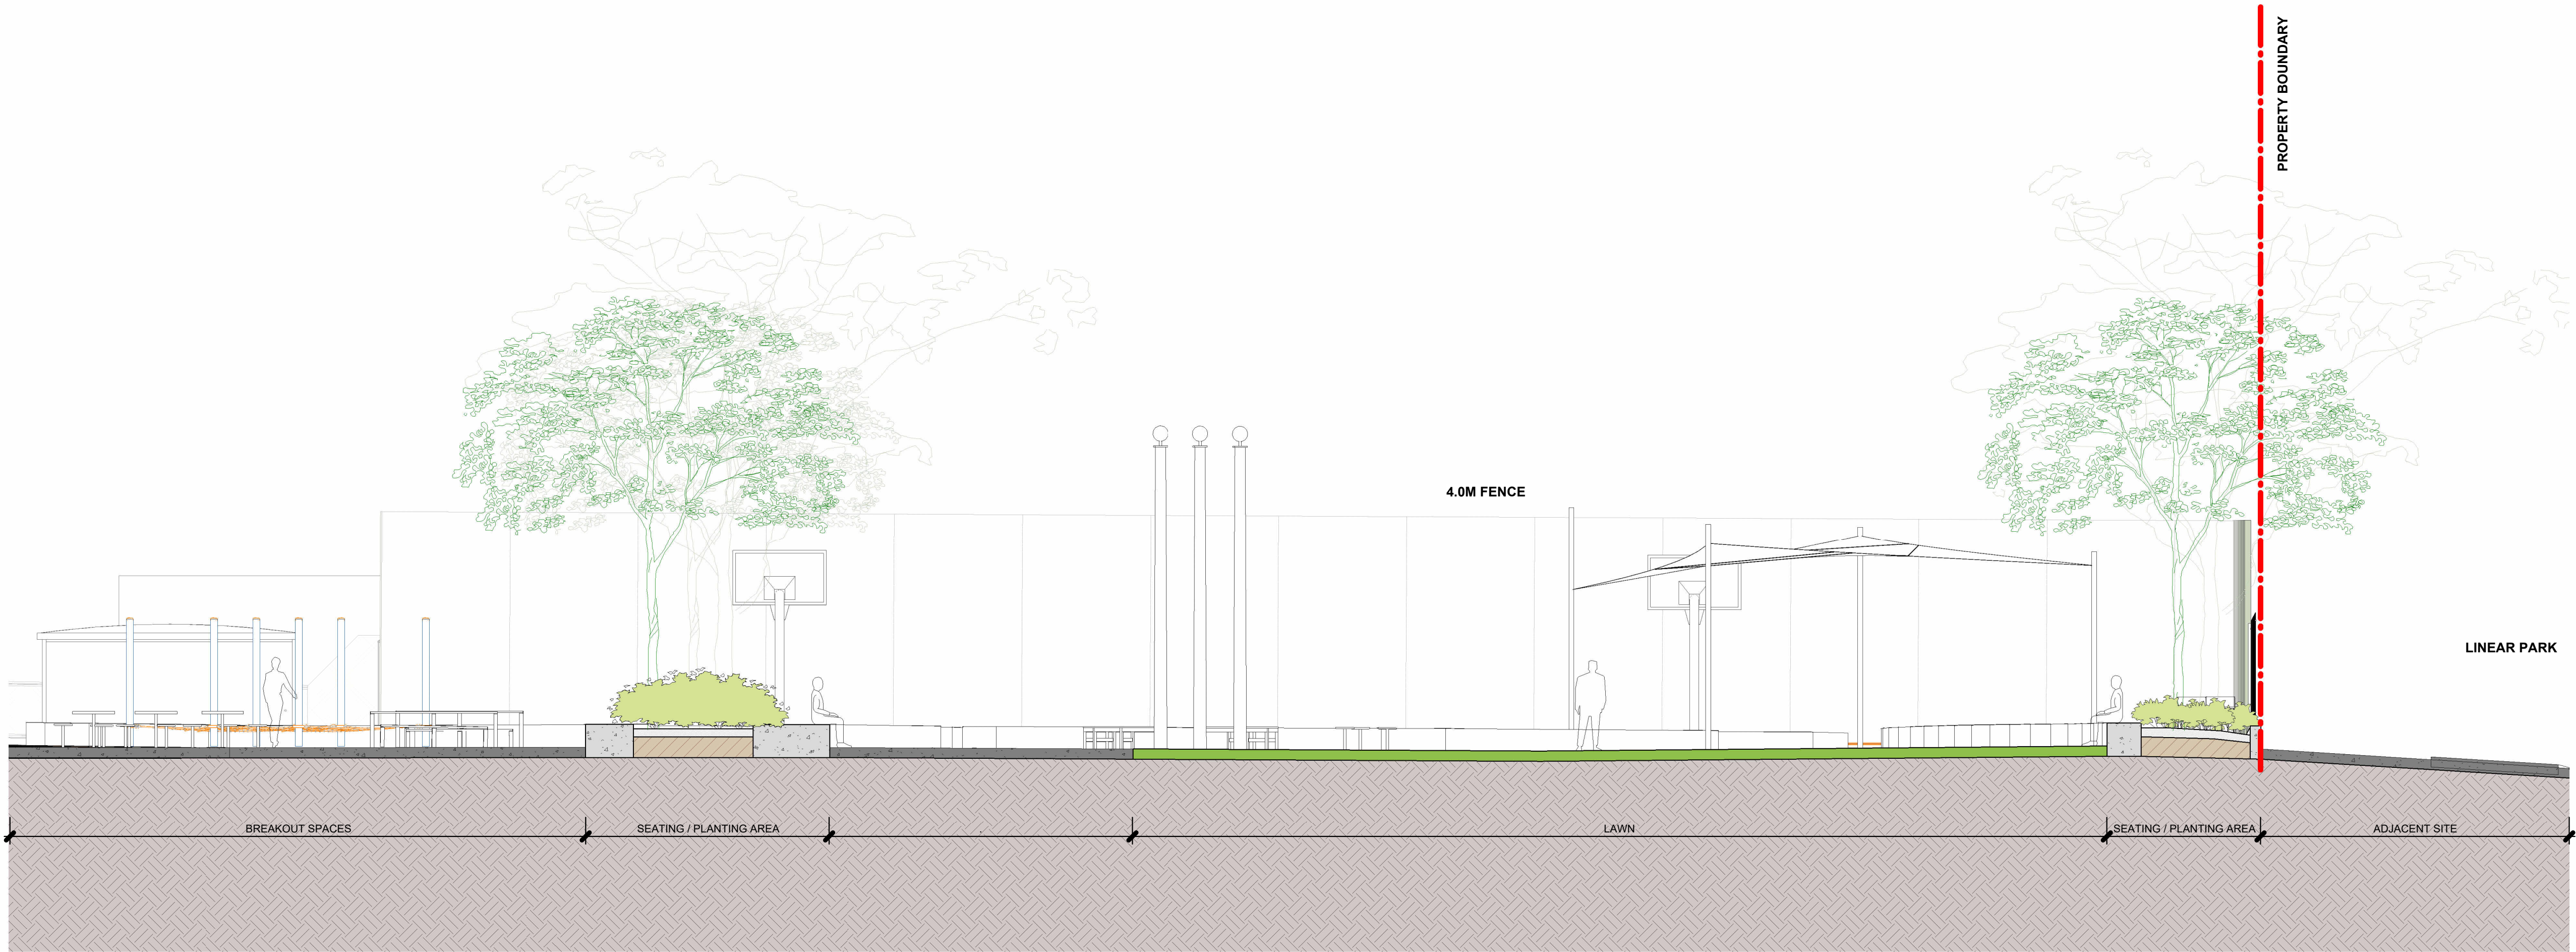 PROPERTY BOUNDARY
4.0M FENCE
LINEAR PARK
BREAKOUT SPACES
SEATING / PLANTING AREA
LAWN
SEATING / PLANTING AREA
ADJACENT SITE